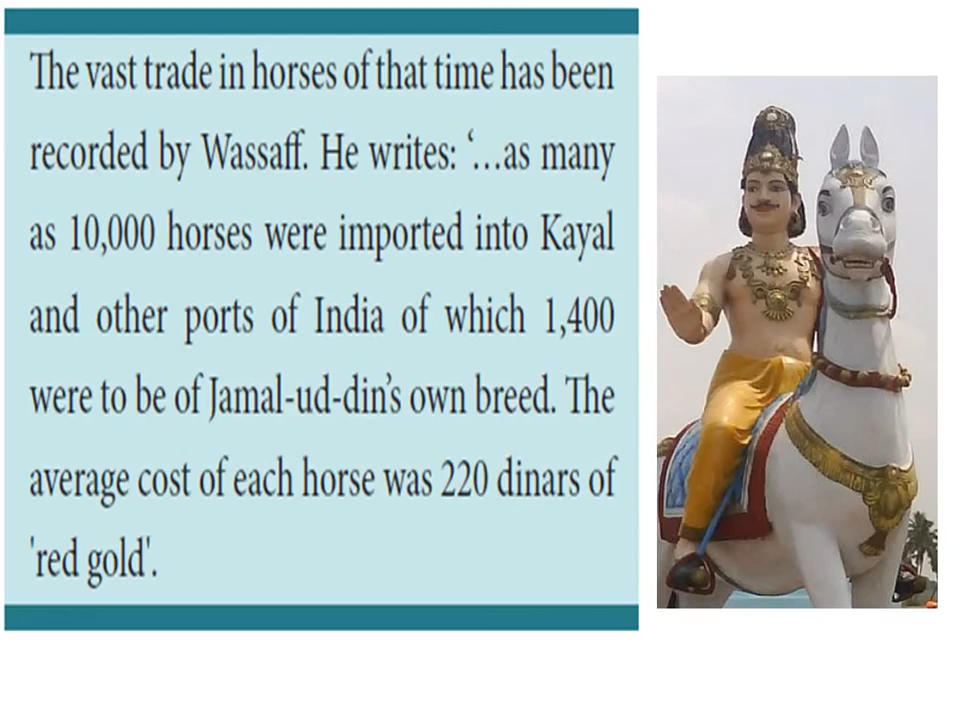 The vast trade in horses of that time has been
recorded by Wassaff. He writes: ‘…as many
as 10,000 horses were imported into Kayal
and other ports of India of which 1,400
were to be of Jamal-ud-din’s own breed. The
average cost of each horse was 220 dinars of
'red gold'.